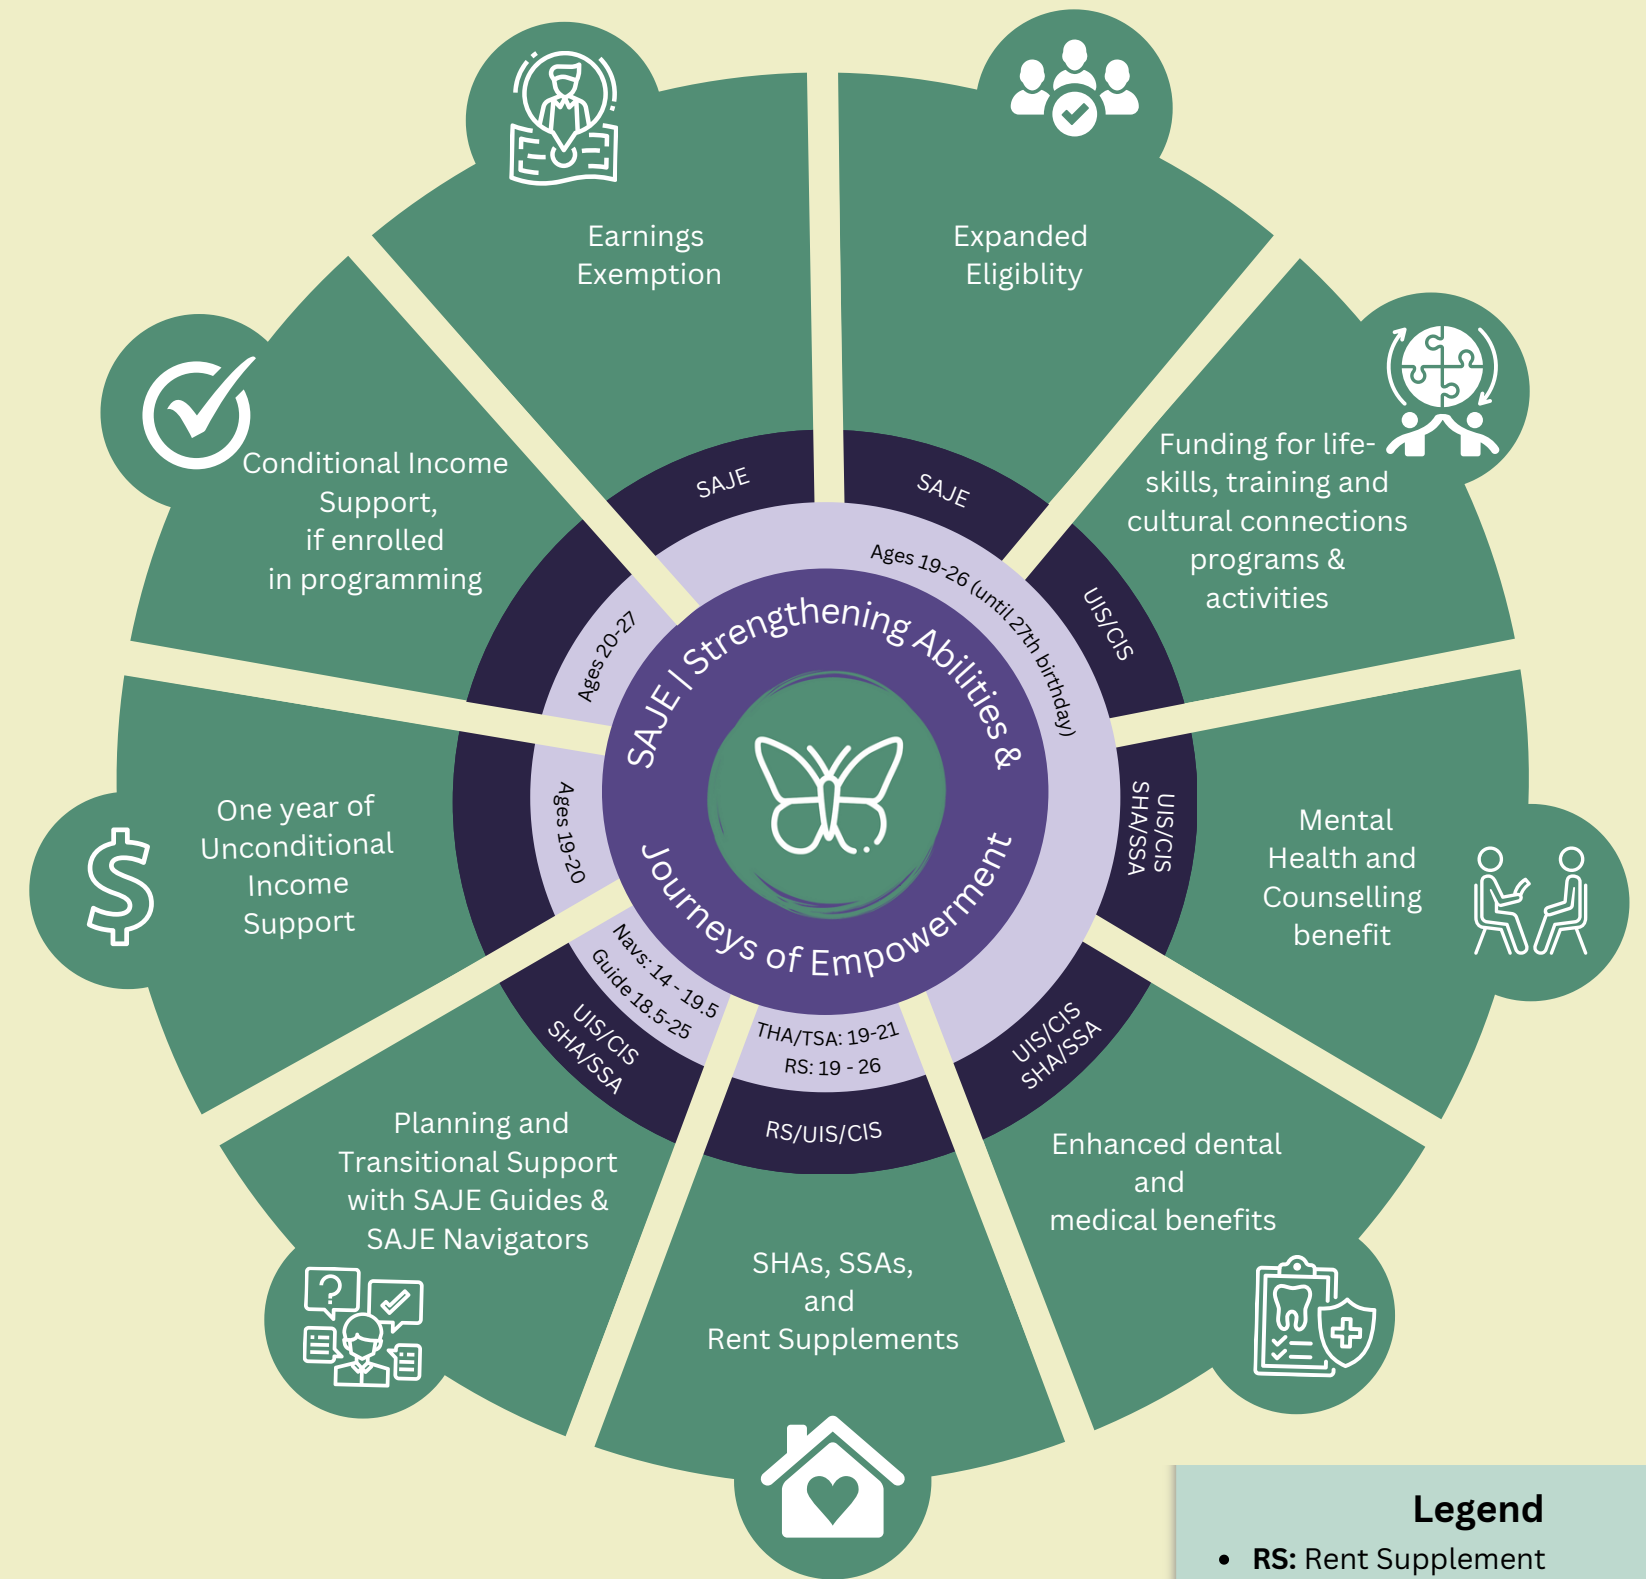 SAJE | Strengthening Abilities &
Journeys of Empowerment
Earnings
Exemption
SAJE
Expanded
Eligiblity
SAJE
Ages 19-26 (until 27th birthday)
Funding for life-
skills, training and
cultural connections
programs &
activities
UIS/CIS
Mental
Health and
Counselling
benefit
UIS/CIS
SHA/SSA
Enhanced dental
and
medical benefits
UIS/CIS
SHA/SSA
SHAs, SSAs,
and
Rent Supplements
RS/UIS/CIS
THA/TSA: 19-21
RS: 19 - 26
Planning and
Transitional Support
with SAJE Guides &
SAJE Navigators
UIS/CIS
SHA/SSA
Navs: 14 - 19.5
Guide 18.5-25
One year of
Unconditional
Income
Support
Ages 19-20
Conditional Income
Support,
if enrolled
in programming
Ages 20-27
Legend
• RS: Rent Supplement